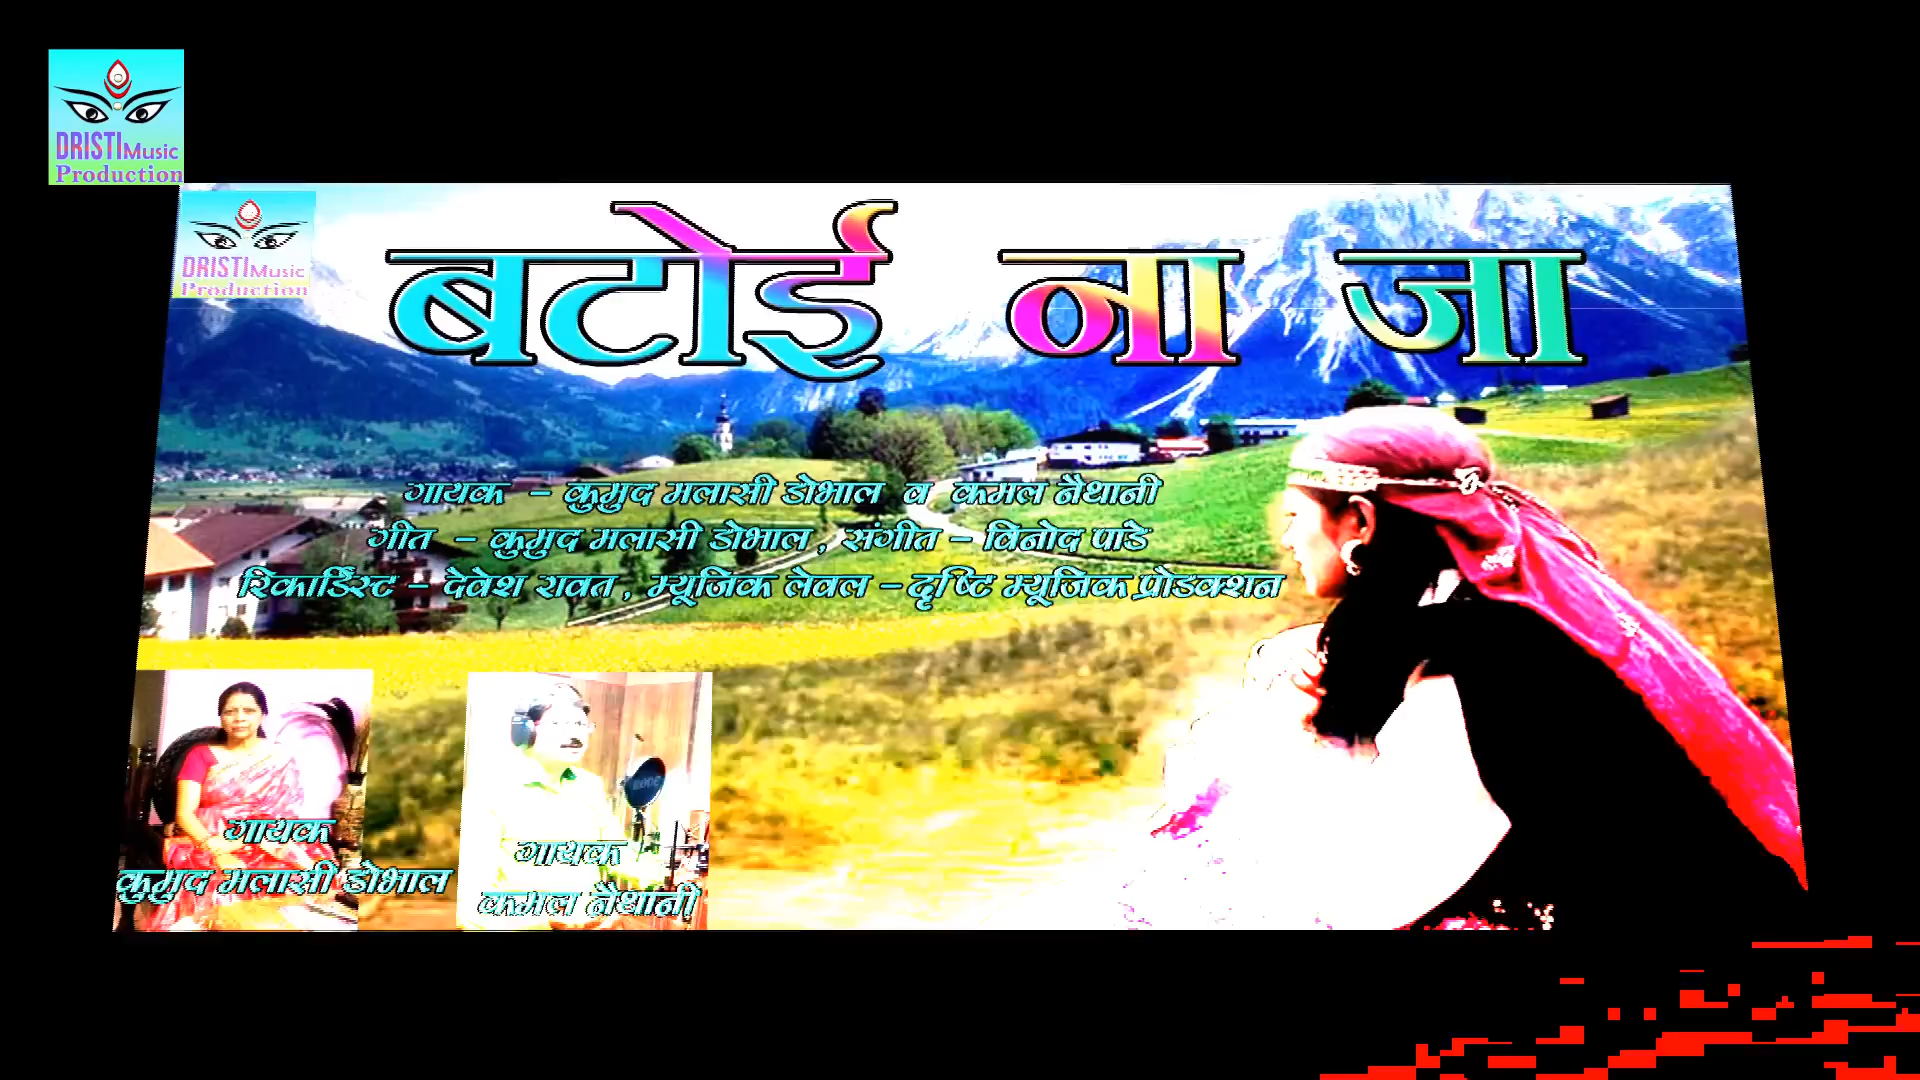 DRISTI Music
Production
DRISTI Music
Production
बटोई ना जा
गायक - कुमुद मलासी डोभाल व कमल नैथानी
गीत - कुमुद मलासी डोभाल, संगीत - विनोद पांडे
रिकार्डिस्ट - देवेश रावत, म्यूजिक लेवल - दृष्टि म्यूजिक प्रोडक्शन
गायक
कुमुद मलासी डोभाल
गायक
कमल नैथानी